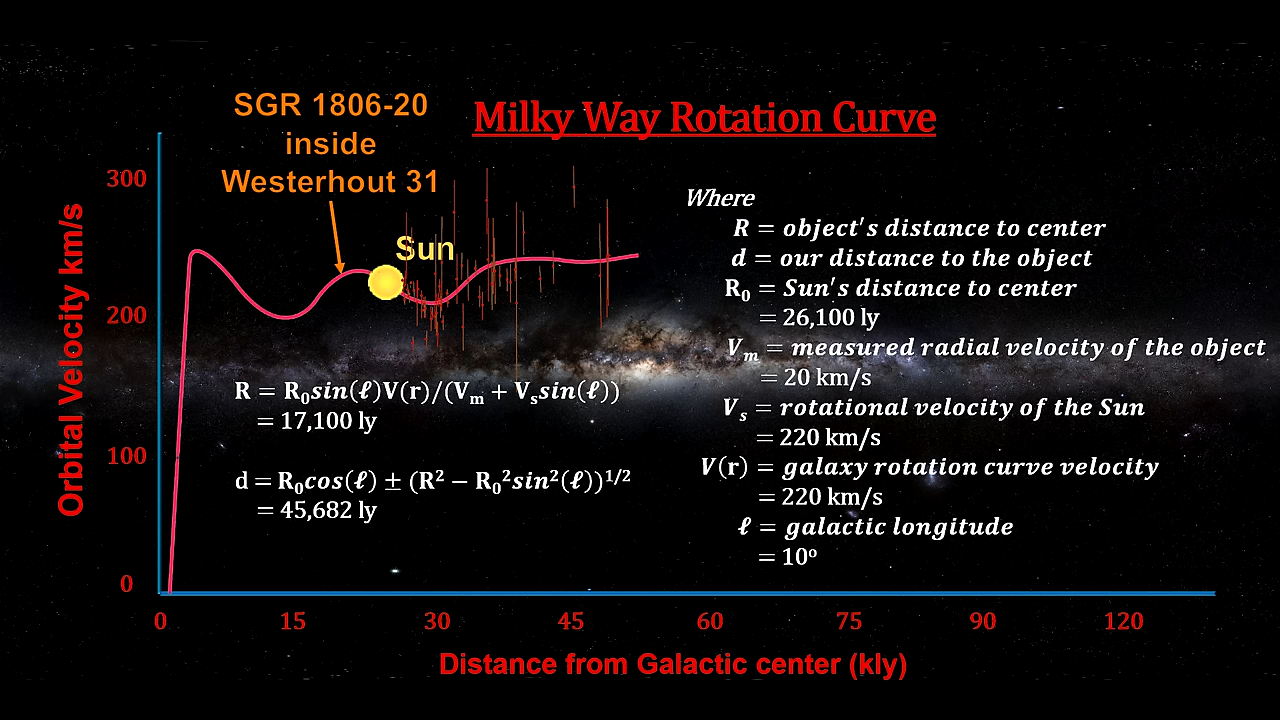 SGR 1806-20
inside
Westerhout 31
Milky Way Rotation Curve
Sun
Orbital Velocity km/s
300
200
100
0
R = R₀sin(ℓ)V(r)/(Vₘ + Vₛsin(ℓ))
= 17,100 ly
d = R₀cos(ℓ) ± (R² − R₀²sin²(ℓ))¹/²
= 45,682 ly
Where
R = object's distance to center
d = our distance to the object
R₀ = Sun's distance to center
= 26,100 ly
Vₘ = measured radial velocity of the object
= 20 km/s
Vₛ = rotational velocity of the Sun
= 220 km/s
V(r) = galaxy rotation curve velocity
= 220 km/s
ℓ = galactic longitude
= 10º
0 15 30 45 60 75 90 120
Distance from Galactic center (kly)